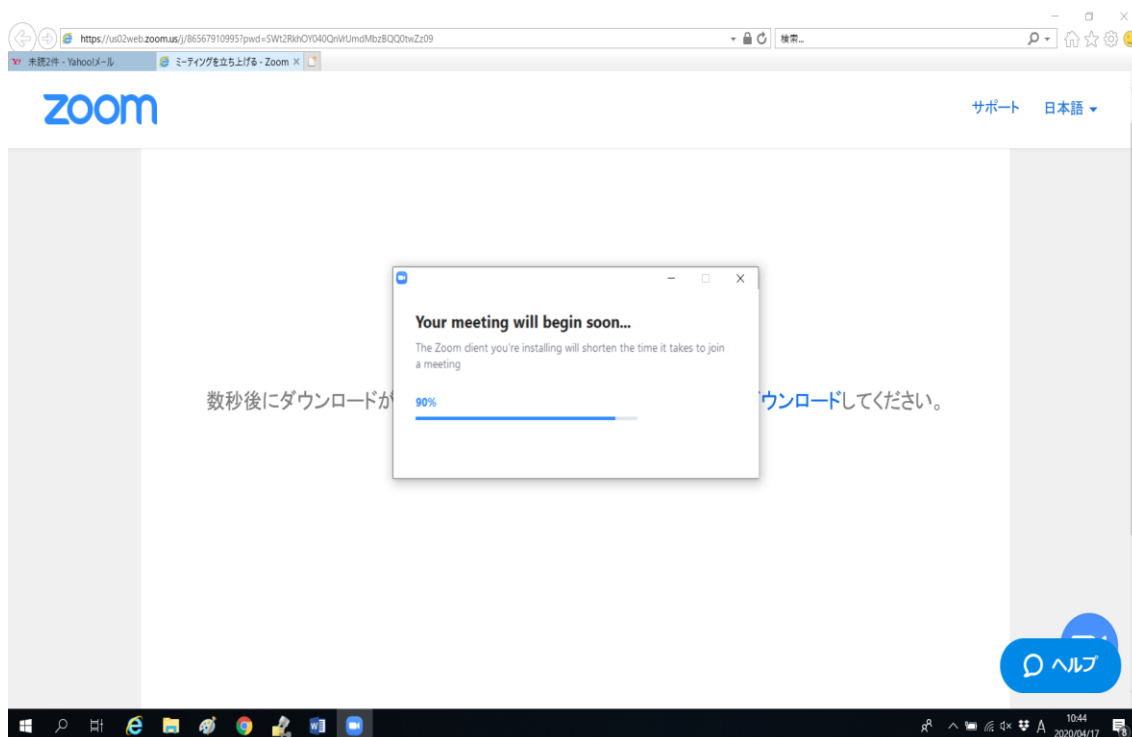 https://us02web.zoom.us/j/86567910995?pwd=SWt2RkhOY040QnVrUmdMbzBQQ0twZz09
検索...
未読2件 - Yahoo!メール
ミーティングを立ち上げる - Zoom
zoom
サポート 日本語
Your meeting will begin soon...
The Zoom client you're installing will shorten the time it takes to join
a meeting
数秒後にダウンロードが
90%
ウンロードしてください。
ヘルプ
A
10:44
2020/04/17
8